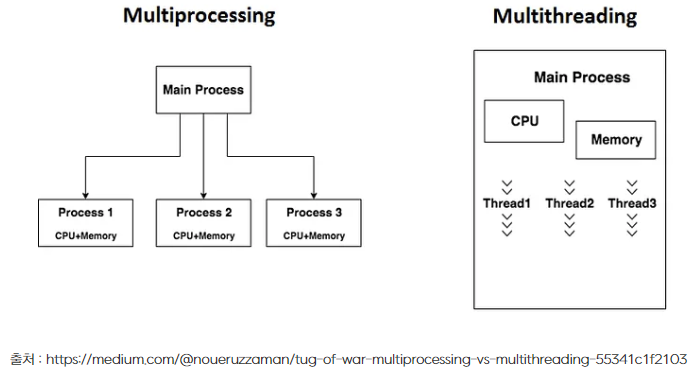 Multiprocessing
Main Process
Process 1
CPU+Memory
Process 2
CPU+Memory
Process 3
CPU+Memory
Multithreading
Main Process
CPU
Memory
Thread1 Thread2 Thread3
출처 : https://medium.com/@noueruzzaman/tug-of-war-multiprocessing-vs-multithreading-55341c1f2103